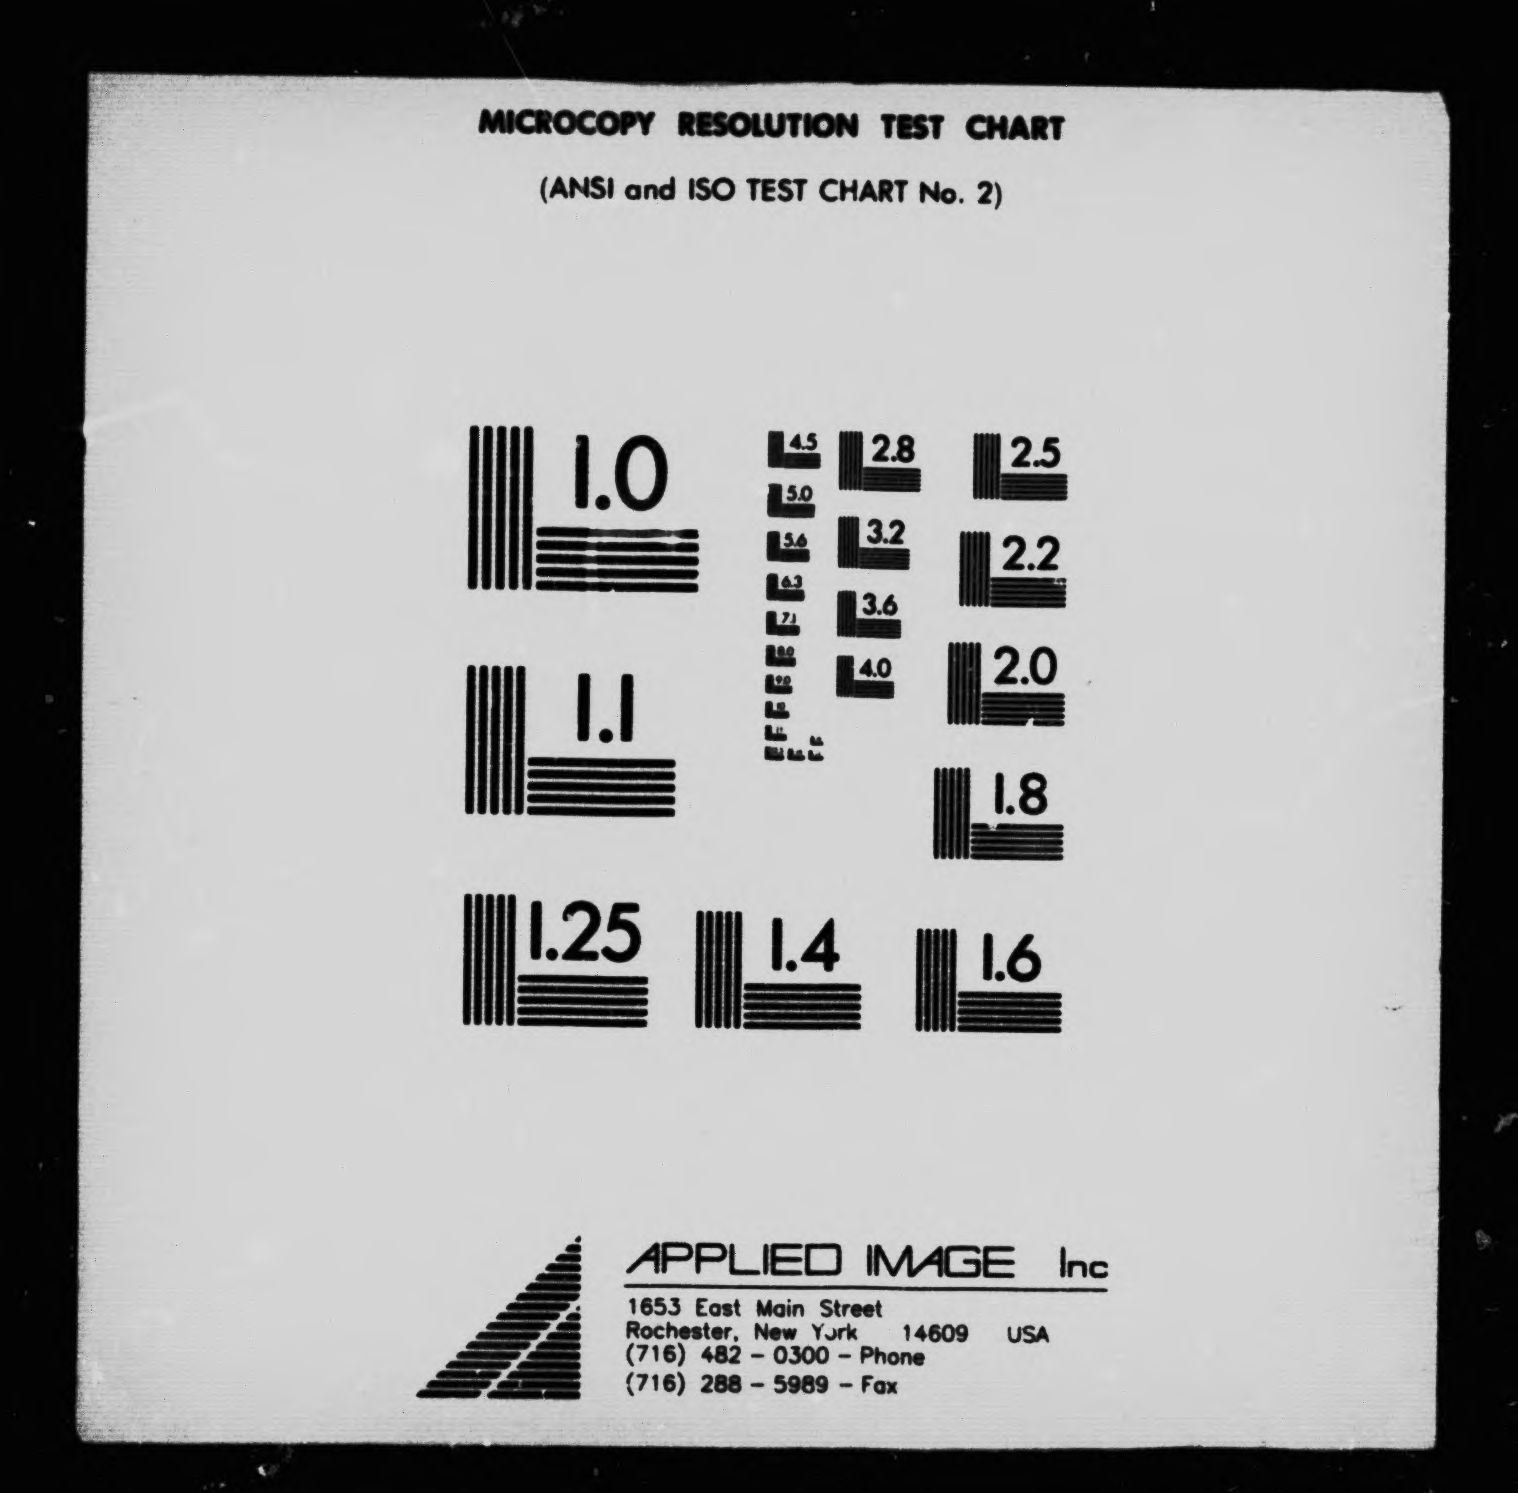 MICROCOPY RESOLUTION TEST CHART
(ANSI and ISO TEST CHART No. 2)
1.0
4.5
2.8
2.5
5.0
3.2
2.2
5.6
6.3
3.6
7.1
2.0
8.0
4.0
9.0
1.1
1.8
1.25
1.4
1.6
APPLIED IMAGE Inc
1653 East Main Street
Rochester, New York 14609 USA
(716) 482 - 0300 - Phone
(716) 288 - 5989 - Fax